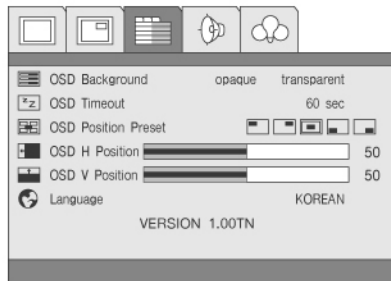 OSD Background opaque transparent
zz OSD Timeout 60 sec
OSD Position Preset
OSD H Position 50
OSD V Position 50
Language KOREAN
VERSION 1.00TN